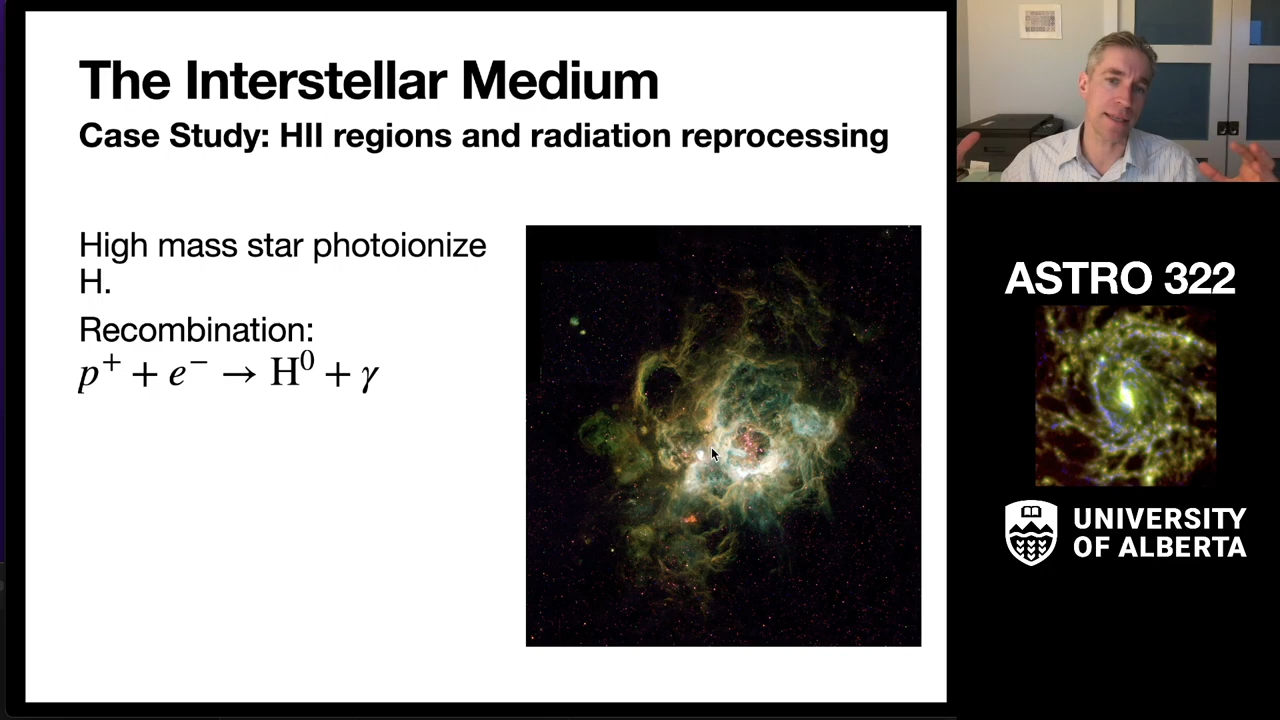 The Interstellar Medium
Case Study: HII regions and radiation reprocessing
High mass star photoionize
H.
Recombination:
p⁺ + e⁻ → H⁰ + γ
ASTRO 322
UNIVERSITY
OF ALBERTA